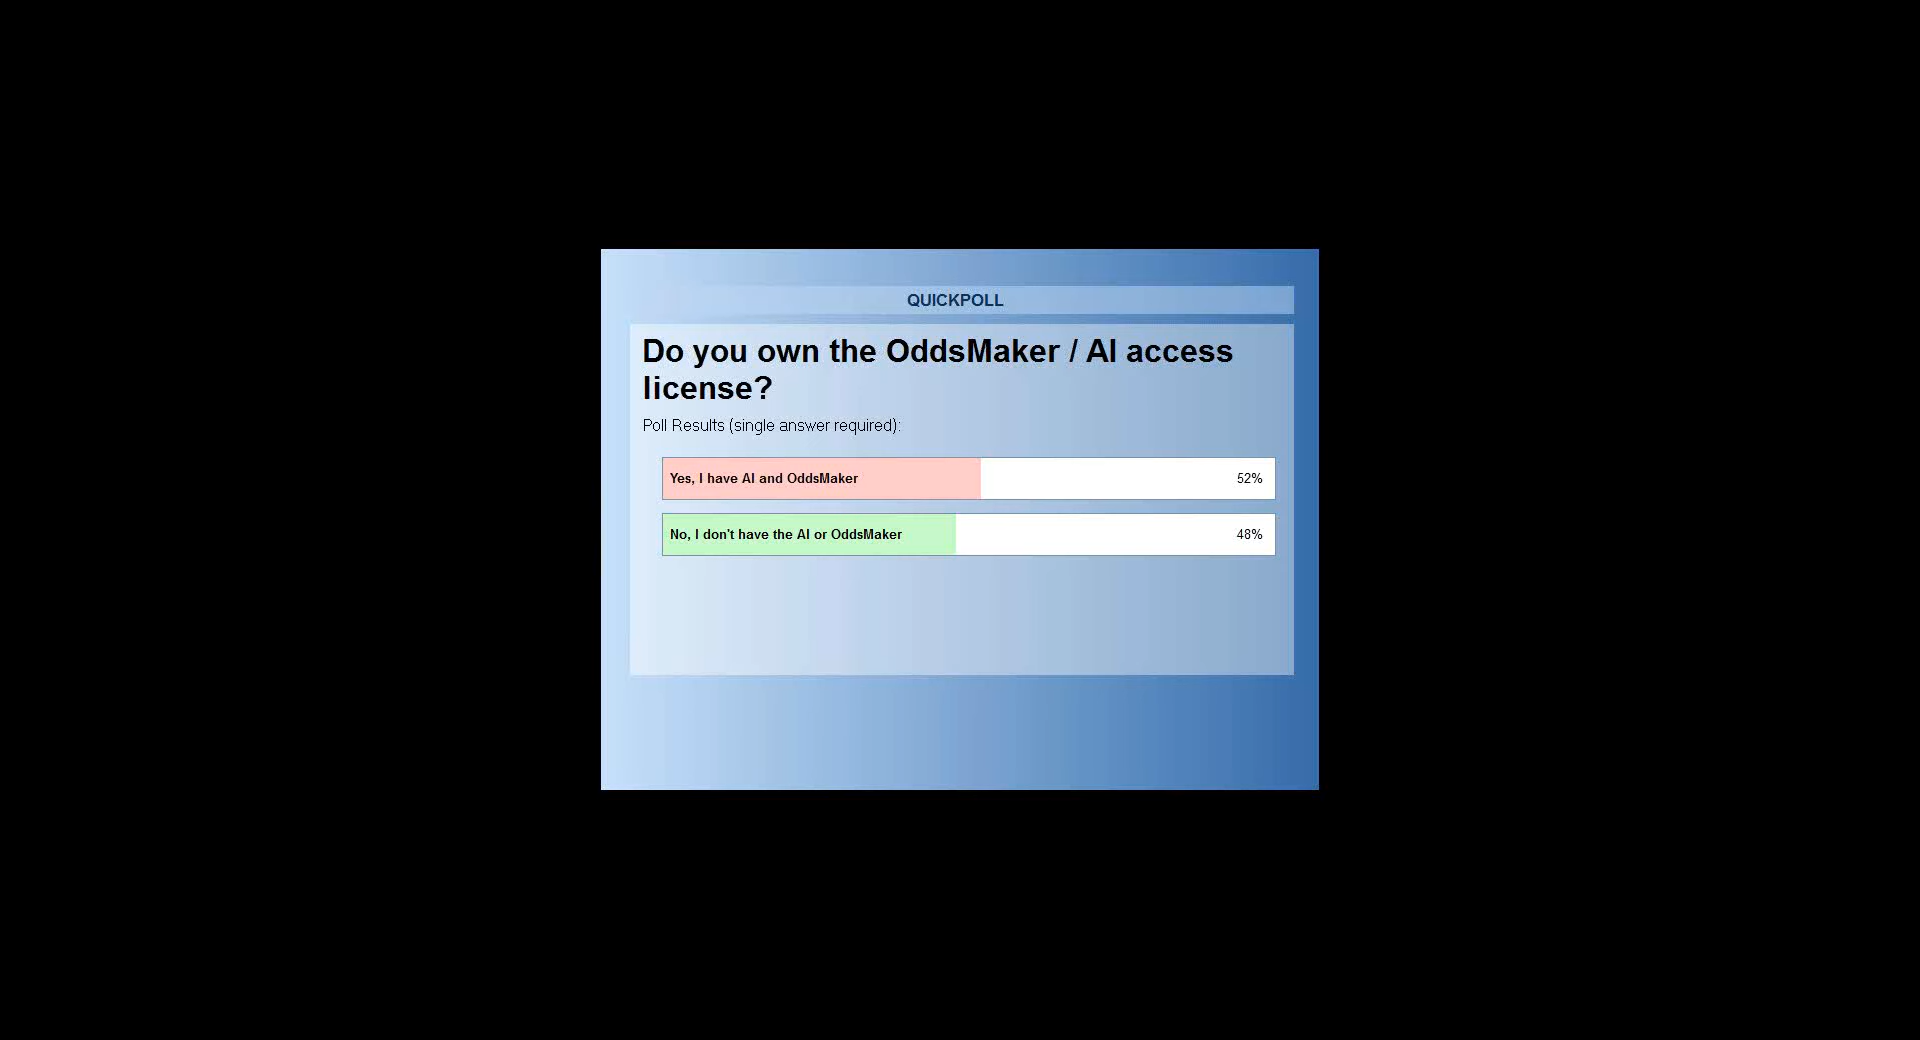 QUICKPOLL
Do you own the OddsMaker / AI access
license?
Poll Results (single answer required):
Yes, I have AI and OddsMaker 52%
No, I don't have the AI or OddsMaker 48%